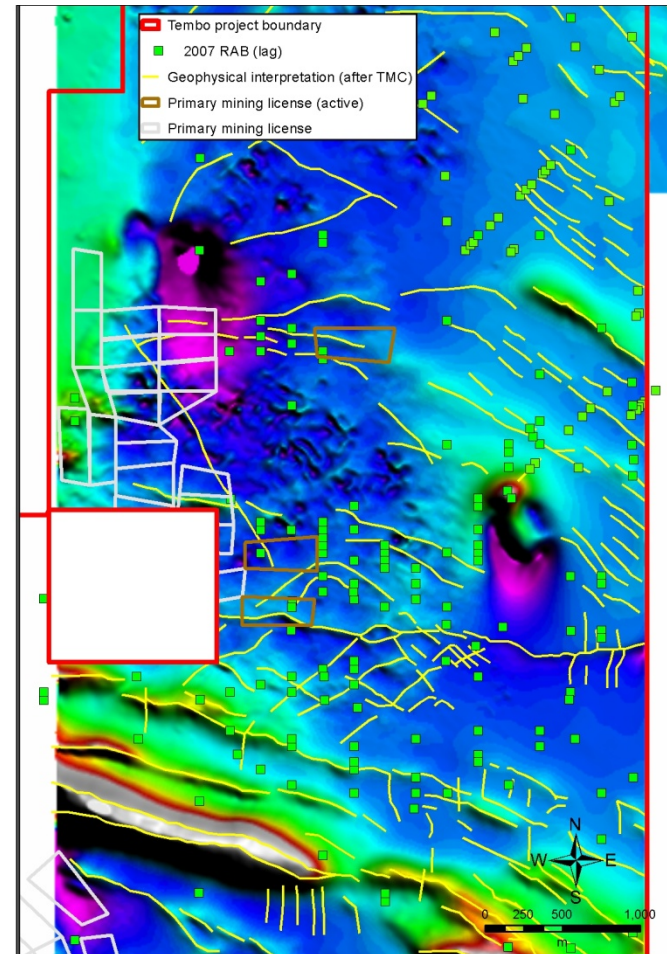 Tembo project boundary
2007 RAB (lag)
Geophysical interpretation (after TMC)
Primary mining license (active)
Primary mining license
N
W E
S
0 250 500 1,000
m